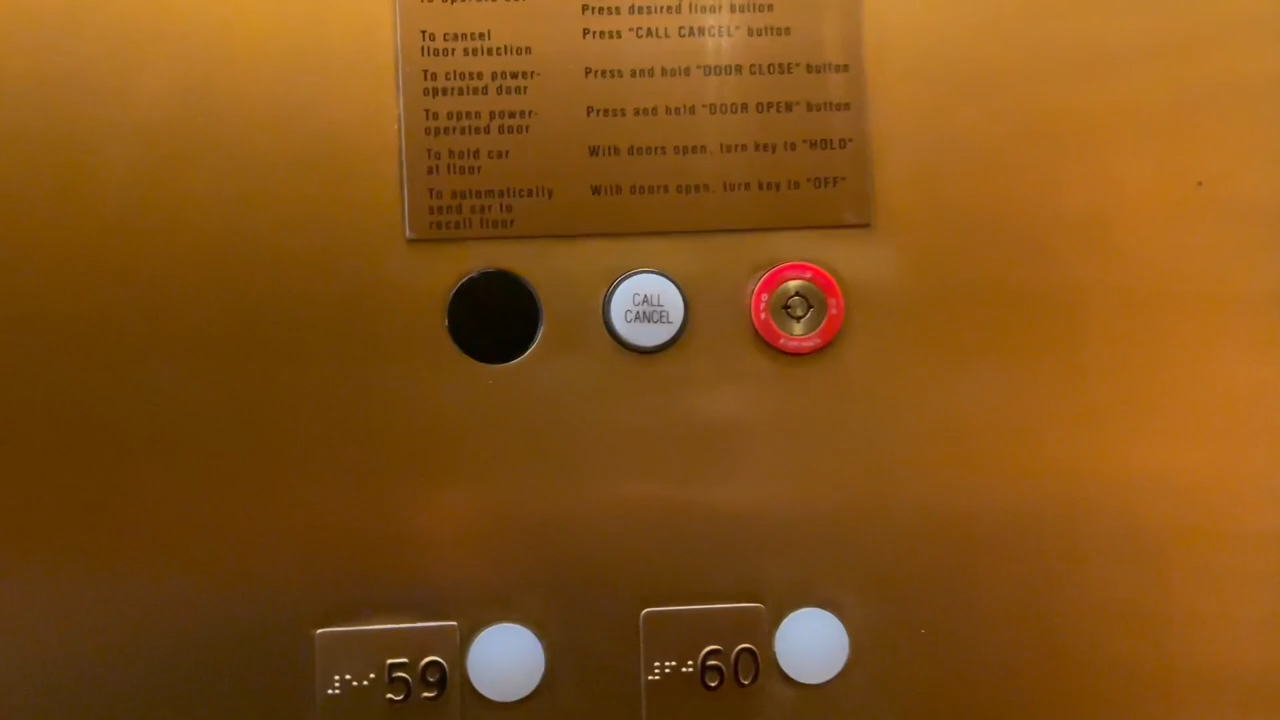 Press desired floor button
To cancel
floor selection
Press "CALL CANCEL" button
To close power-
operated door
Press and hold "DOOR CLOSE" button
To open power-
operated door
Press and hold "DOOR OPEN" button
To hold car
at floor
With doors open, turn key to "HOLD"
To automatically
send car to
recall floor
With doors open, turn key to "OFF"
CALL
CANCEL
59
60